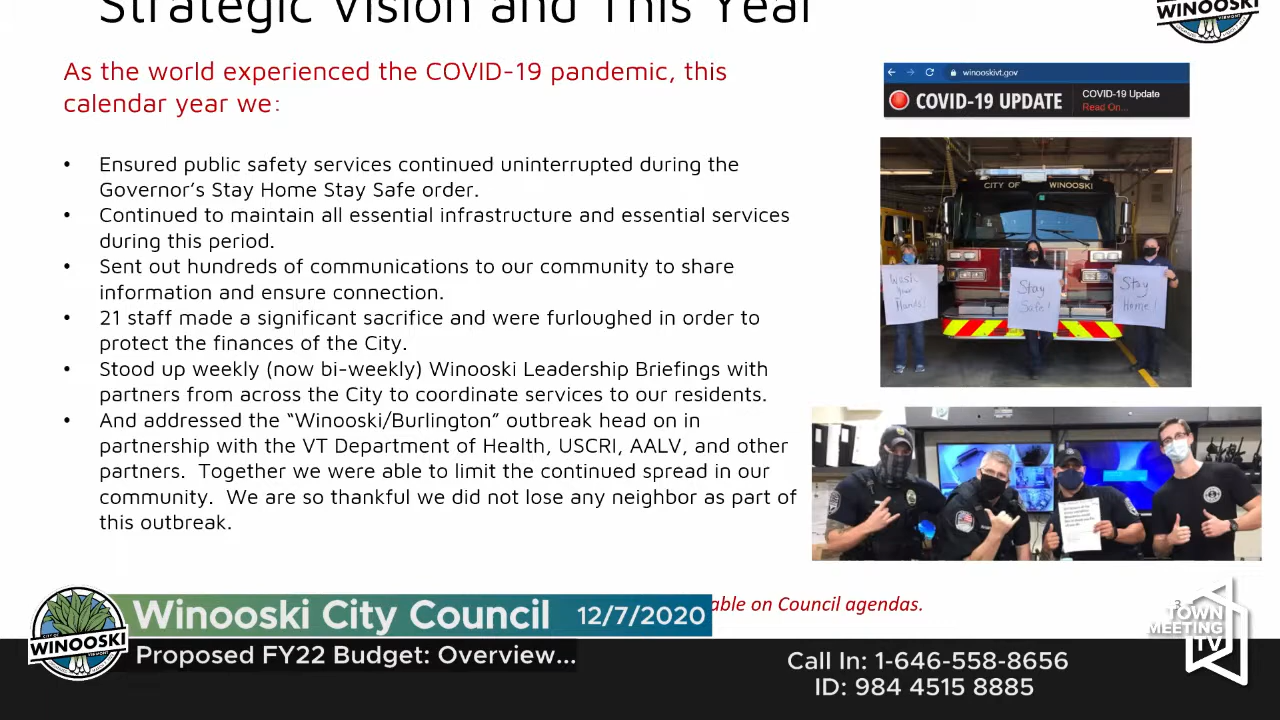 Strategic Vision and This Year
WINOOSKI
VERMONT
As the world experienced the COVID-19 pandemic, this
calendar year we:
• Ensured public safety services continued uninterrupted during the
Governor's Stay Home Stay Safe order.
• Continued to maintain all essential infrastructure and essential services
during this period.
• Sent out hundreds of communications to our community to share
information and ensure connection.
• 21 staff made a significant sacrifice and were furloughed in order to
protect the finances of the City.
• Stood up weekly (now bi-weekly) Winooski Leadership Briefings with
partners from across the City to coordinate services to our residents.
• And addressed the “Winooski/Burlington” outbreak head on in
partnership with the VT Department of Health, USCRI, AALV, and other
partners. Together we were able to limit the continued spread in our
community. We are so thankful we did not lose any neighbor as part of
this outbreak.
winooskivt.gov
COVID-19 UPDATE
COVID-19 Update
Read On...
CITY OF WINOOSKI
Wash
your
Hands!
Stay
Safe!
Stay
Home!
able on Council agendas.
3
CITY OF
WINOOSKI
VERMONT
Winooski City Council 12/7/2020
Proposed FY22 Budget: Overview...
Call In: 1-646-558-8656
ID: 984 4515 8885
TOWN
MEETING
TV